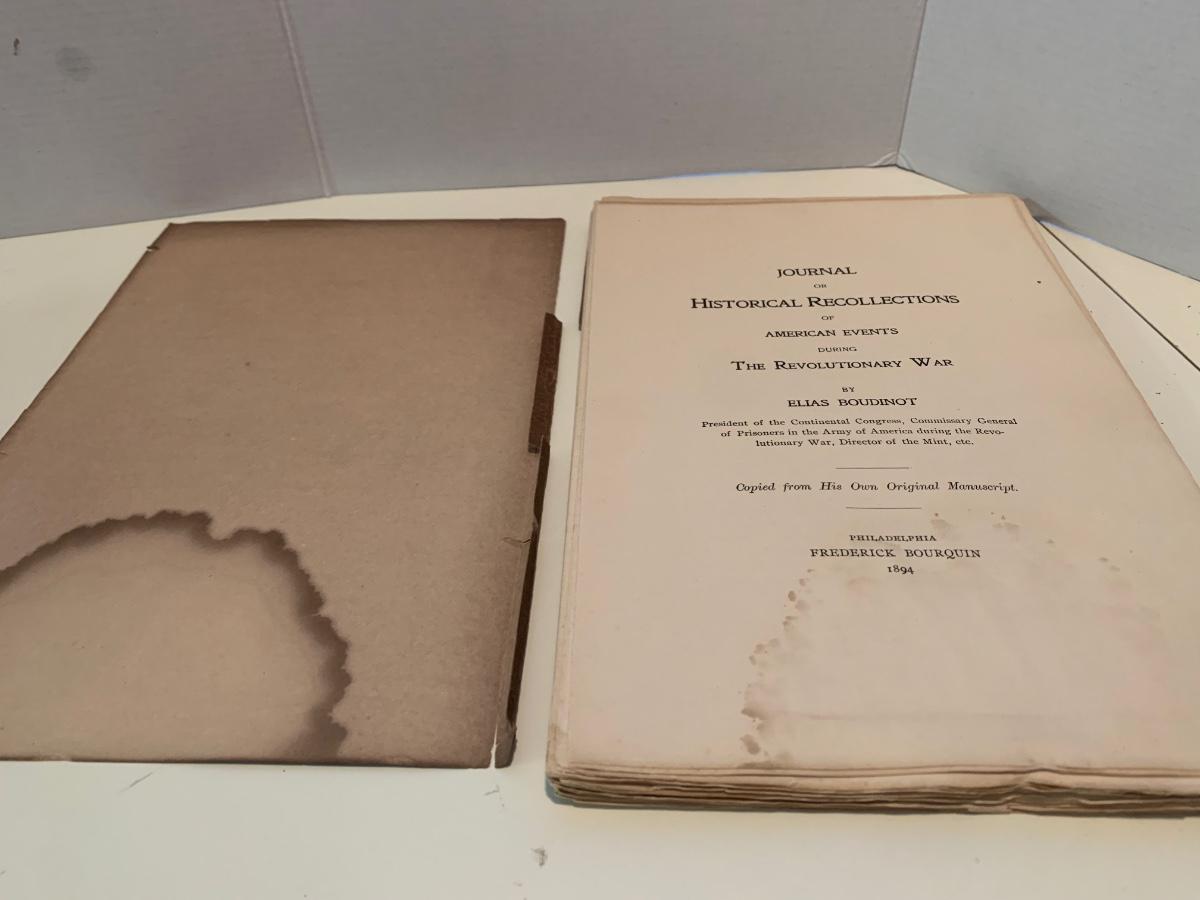 JOURNAL
OR
HISTORICAL RECOLLECTIONS
OF
AMERICAN EVENTS
DURING
THE REVOLUTIONARY WAR
BY
ELIAS BOUDINOT
President of the Continental Congress, Commissary General
of Prisoners in the Army of America during the Revo-
lutionary War, Director of the Mint, etc.
Copied from His Own Original Manuscript.
PHILADELPHIA
FREDERICK BOURQUIN
1894